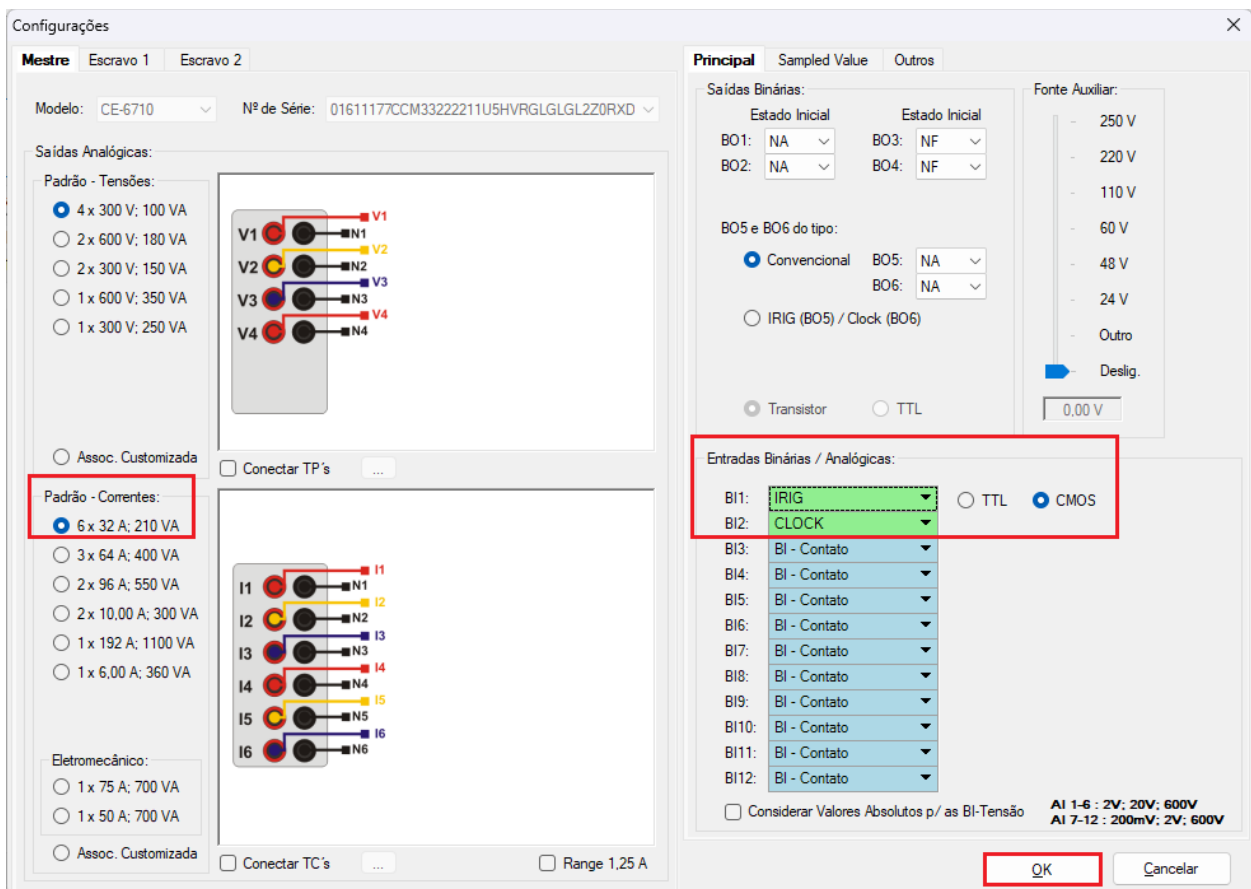 Configurações
Mestre Escravo 1 Escravo 2
Modelo: CE-6710 Nº de Série: 01611177CCM33222211U5HVRGLGLGL2Z0RXD
Saídas Analógicas:
Padrão - Tensões:
4 x 300 V; 100 VA
2 x 600 V; 180 VA
2 x 300 V; 150 VA
1 x 600 V; 350 VA
1 x 300 V; 250 VA
Assoc. Customizada
V1 V1
N1
V2 V2
N2
V3 V3
N3
V4 V4
N4
Conectar TP´s ...
Padrão - Correntes:
6 x 32 A; 210 VA
3 x 64 A; 400 VA
2 x 96 A; 550 VA
2 x 10,00 A; 300 VA
1 x 192 A; 1100 VA
1 x 6,00 A; 360 VA
Eletromecânico:
1 x 75 A; 700 VA
1 x 50 A; 700 VA
Assoc. Customizada
I1 I1
N1
I2 I2
N2
I3 I3
N3
I4 I4
N4
I5 I5
N5
I6 I6
N6
Conectar TC´s ... Range 1,25 A
Principal Sampled Value Outros
Saídas Binárias:
Estado Inicial Estado Inicial
BO1: NA BO3: NF
BO2: NA BO4: NF
BO5 e BO6 do tipo:
Convencional BO5: NA
BO6: NA
IRIG (BO5) / Clock (BO6)
Transistor TTL
Fonte Auxiliar:
250 V
220 V
110 V
60 V
48 V
24 V
Outro
Deslig.
0,00 V
Entradas Binárias / Analógicas:
BI1: IRIG TTL CMOS
BI2: CLOCK
BI3: BI - Contato
BI4: BI - Contato
BI5: BI - Contato
BI6: BI - Contato
BI7: BI - Contato
BI8: BI - Contato
BI9: BI - Contato
BI10: BI - Contato
BI11: BI - Contato
BI12: BI - Contato
Considerar Valores Absolutos p/ as BI-Tensão
AI 1-6 : 2V; 20V; 600V
AI 7-12 : 200mV; 2V; 600V
OK Cancelar